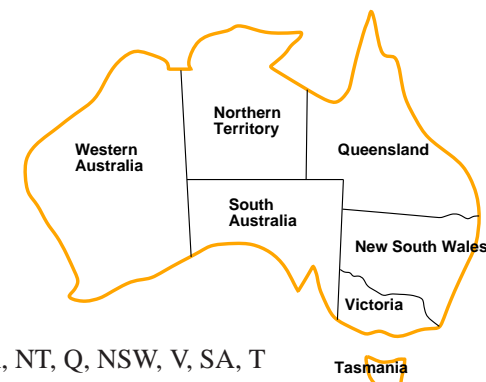 Northern
Territory
Western
Australia
Queensland
South
Australia
New South Wales
Victoria
, NT, Q, NSW, V, SA, T
Tasmania